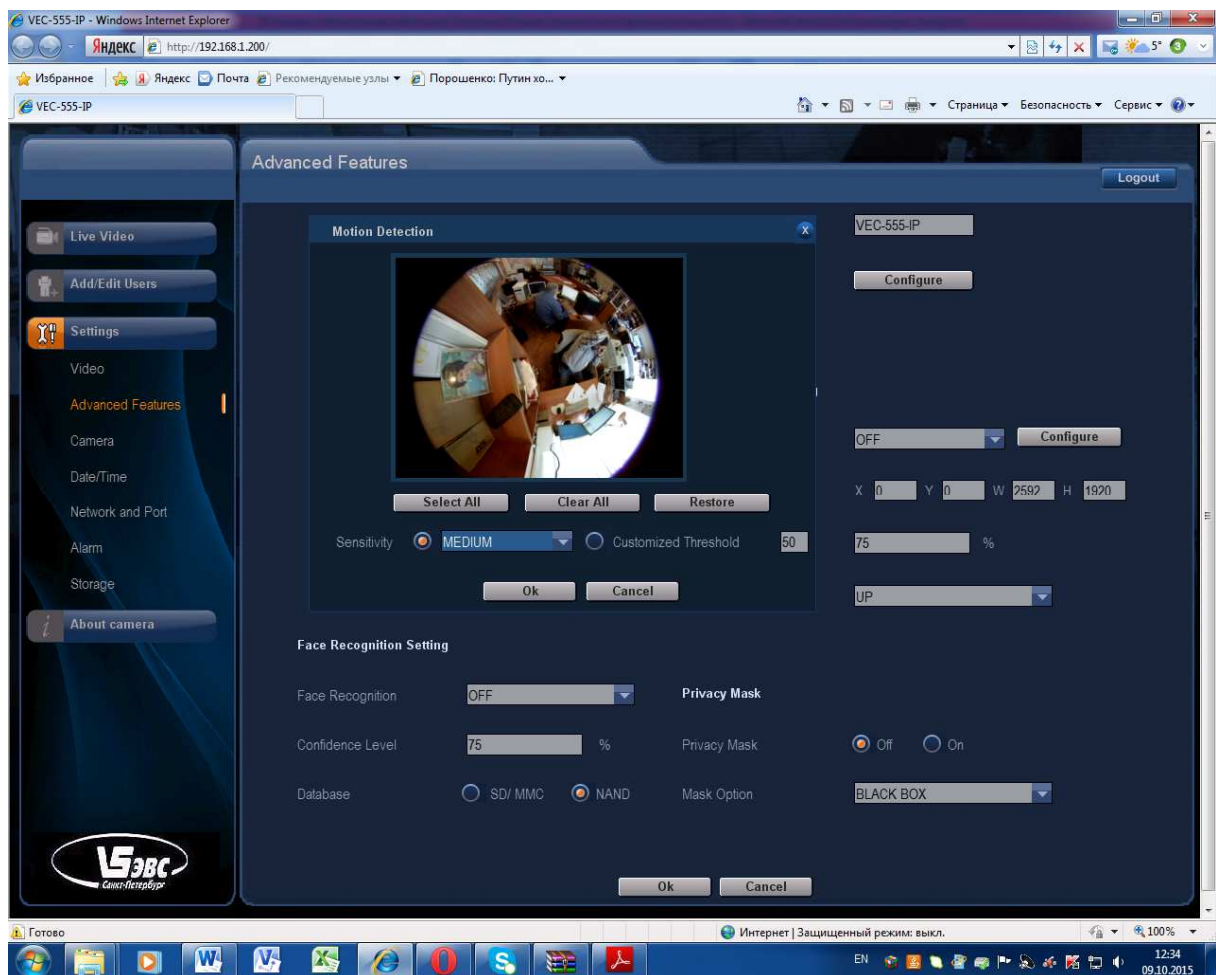 VEC-555-IP - Windows Internet Explorer
Яндекс http://192.168.1.200/ 5° 3
Избранное Яндекс Почта Рекомендуемые узлы Порошенко: Путин хо...
VEC-555-IP Страница Безопасность Сервис
Advanced Features
Logout
Live Video
Add/Edit Users
Settings
Video
Advanced Features
Camera
Date/Time
Network and Port
Alarm
Storage
About camera
ЭВС
Санкт-Петербург
Motion Detection X
Select All Clear All Restore
Sensitivity MEDIUM Customized Threshold 50
Ok Cancel
VEC-555-IP
Configure
OFF Configure
X 0 Y 0 W 2592 H 1920
75 %
UP
Face Recognition Setting
Face Recognition OFF
Confidence Level 75 %
Database SD/ MMC NAND
Privacy Mask
Privacy Mask Off On
Mask Option BLACK BOX
Ok Cancel
Готово Интернет | Защищенный режим: выкл. 100%
EN 12:34
09.10.2015